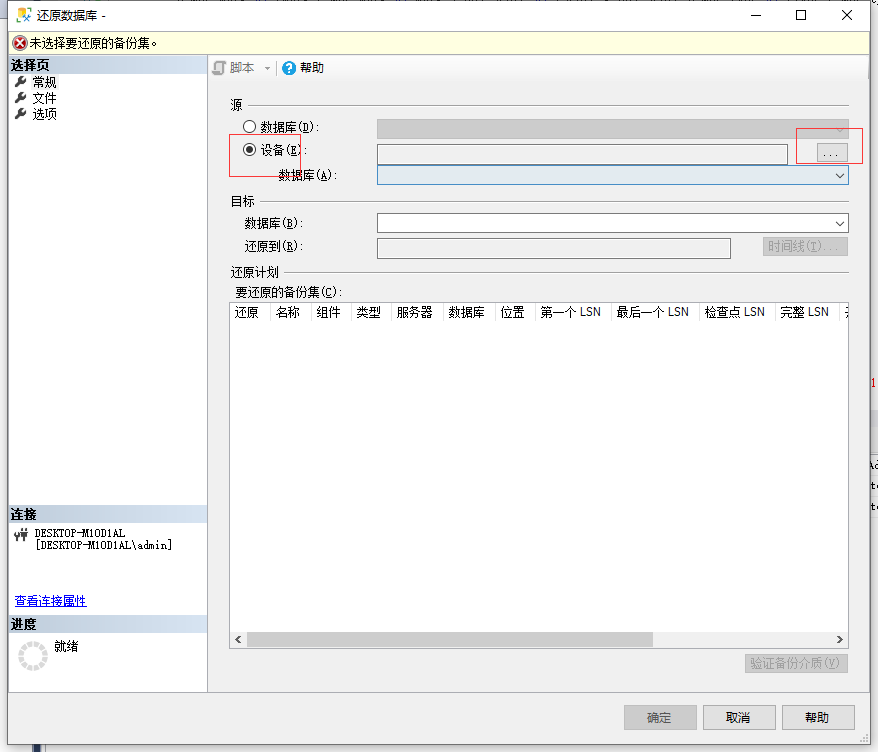 还原数据库 -
未选择要还原的备份集。
选择页
常规
文件
选项
脚本
帮助
源
数据库(D):
设备(E):
...
数据库(A):
目标
数据库(B):
还原到(R):
时间线(T)...
还原计划
要还原的备份集(C):
还原 名称 组件 类型 服务器 数据库 位置 第一个 LSN 最后一个 LSN 检查点 LSN 完整 LSN
连接
DESKTOP-M1OD1AL
[DESKTOP-M1OD1AL\admin]
查看连接属性
进度
就绪
验证备份介质(V)
确定
取消
帮助